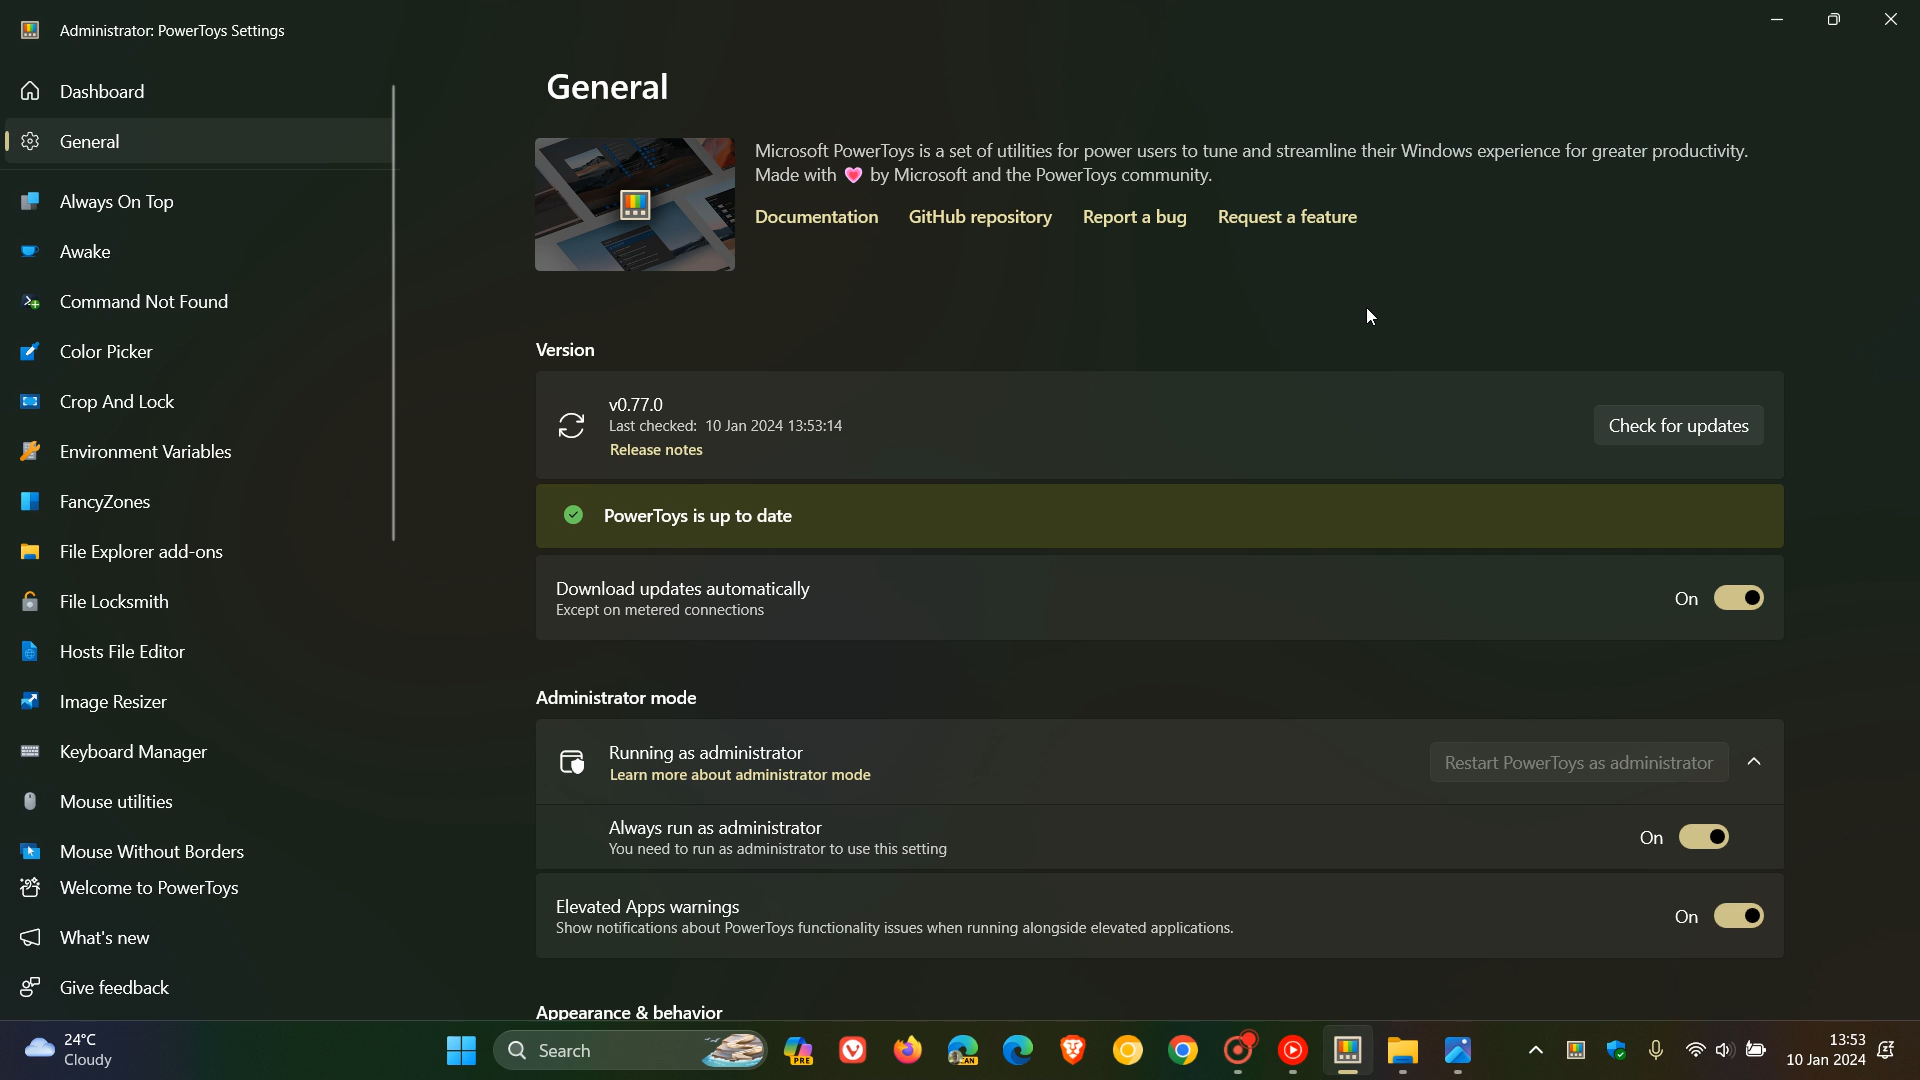 Administrator: PowerToys Settings
Dashboard
General
Always On Top
Awake
Command Not Found
Color Picker
Crop And Lock
Environment Variables
FancyZones
File Explorer add-ons
File Locksmith
Hosts File Editor
Image Resizer
Keyboard Manager
Mouse utilities
Mouse Without Borders
Welcome to PowerToys
What's new
Give feedback
General
Microsoft PowerToys is a set of utilities for power users to tune and streamline their Windows experience for greater productivity.
Made with 💗 by Microsoft and the PowerToys community.
Documentation GitHub repository Report a bug Request a feature
Version
v0.77.0
Last checked: 10 Jan 2024 13:53:14
Release notes
Check for updates
PowerToys is up to date
Download updates automatically
Except on metered connections
On
Administrator mode
Running as administrator
Learn more about administrator mode
Restart PowerToys as administrator
Always run as administrator
You need to run as administrator to use this setting
On
Elevated Apps warnings
Show notifications about PowerToys functionality issues when running alongside elevated applications.
On
Appearance & behavior
24°C
Cloudy
Search
PRE
CAN
13:53
10 Jan 2024